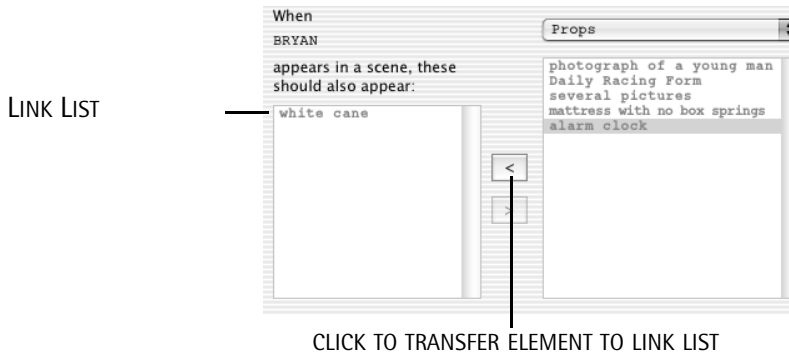 When
BRYAN
appears in a scene, these
should also appear:
LINK LIST
white cane
Props
photograph of a young man
Daily Racing Form
several pictures
mattress with no box springs
alarm clock
<
>
CLICK TO TRANSFER ELEMENT TO LINK LIST